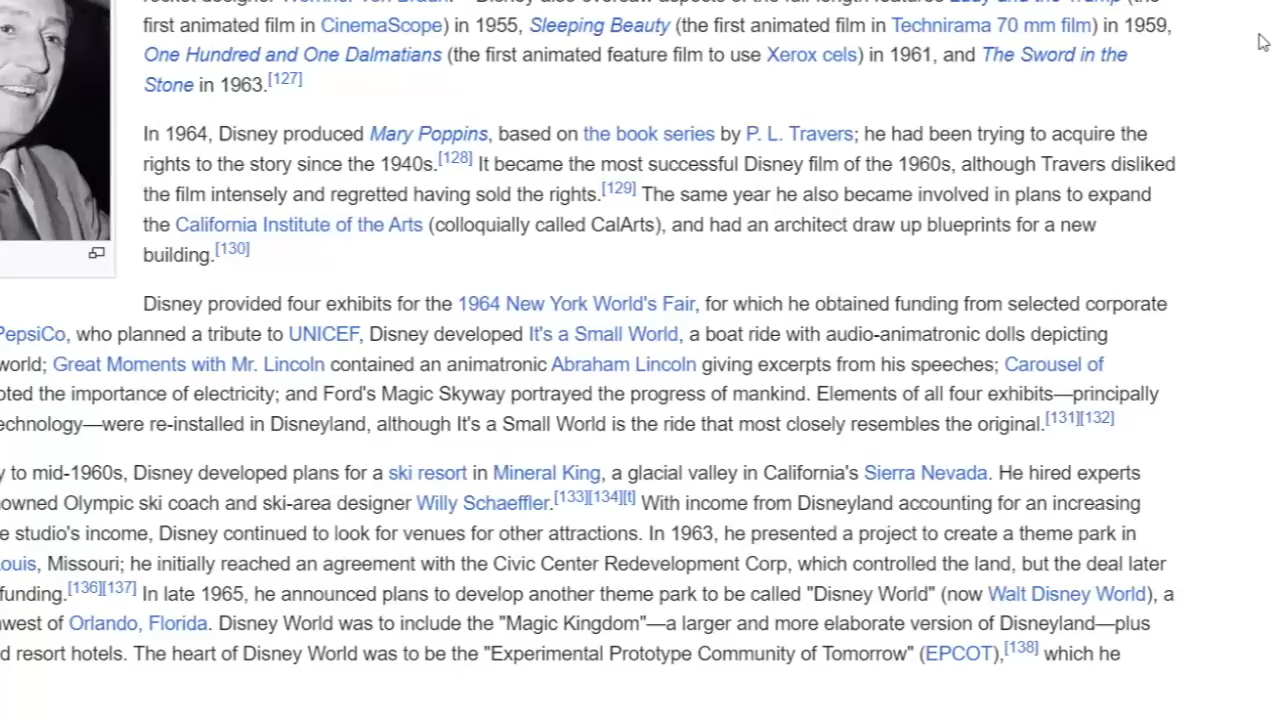 first animated film in CinemaScope) in 1955, Sleeping Beauty (the first animated film in Technirama 70 mm film) in 1959,
One Hundred and One Dalmatians (the first animated feature film to use Xerox cels) in 1961, and The Sword in the
Stone in 1963.[127]
In 1964, Disney produced Mary Poppins, based on the book series by P. L. Travers; he had been trying to acquire the
rights to the story since the 1940s.[128] It became the most successful Disney film of the 1960s, although Travers disliked
the film intensely and regretted having sold the rights.[129] The same year he also became involved in plans to expand
the California Institute of the Arts (colloquially called CalArts), and had an architect draw up blueprints for a new
building.[130]
Disney provided four exhibits for the 1964 New York World's Fair, for which he obtained funding from selected corporate
PepsiCo, who planned a tribute to UNICEF, Disney developed It's a Small World, a boat ride with audio-animatronic dolls depicting
world; Great Moments with Mr. Lincoln contained an animatronic Abraham Lincoln giving excerpts from his speeches; Carousel of
oted the importance of electricity; and Ford's Magic Skyway portrayed the progress of mankind. Elements of all four exhibits—principally
echnology—were re-installed in Disneyland, although It's a Small World is the ride that most closely resembles the original.[131][132]
y to mid-1960s, Disney developed plans for a ski resort in Mineral King, a glacial valley in California's Sierra Nevada. He hired experts
owned Olympic ski coach and ski-area designer Willy Schaeffler.[133][134][t] With income from Disneyland accounting for an increasing
e studio's income, Disney continued to look for venues for other attractions. In 1963, he presented a project to create a theme park in
ouis, Missouri; he initially reached an agreement with the Civic Center Redevelopment Corp, which controlled the land, but the deal later
funding.[136][137] In late 1965, he announced plans to develop another theme park to be called "Disney World" (now Walt Disney World), a
west of Orlando, Florida. Disney World was to include the "Magic Kingdom"—a larger and more elaborate version of Disneyland—plus
d resort hotels. The heart of Disney World was to be the "Experimental Prototype Community of Tomorrow" (EPCOT),[138] which he